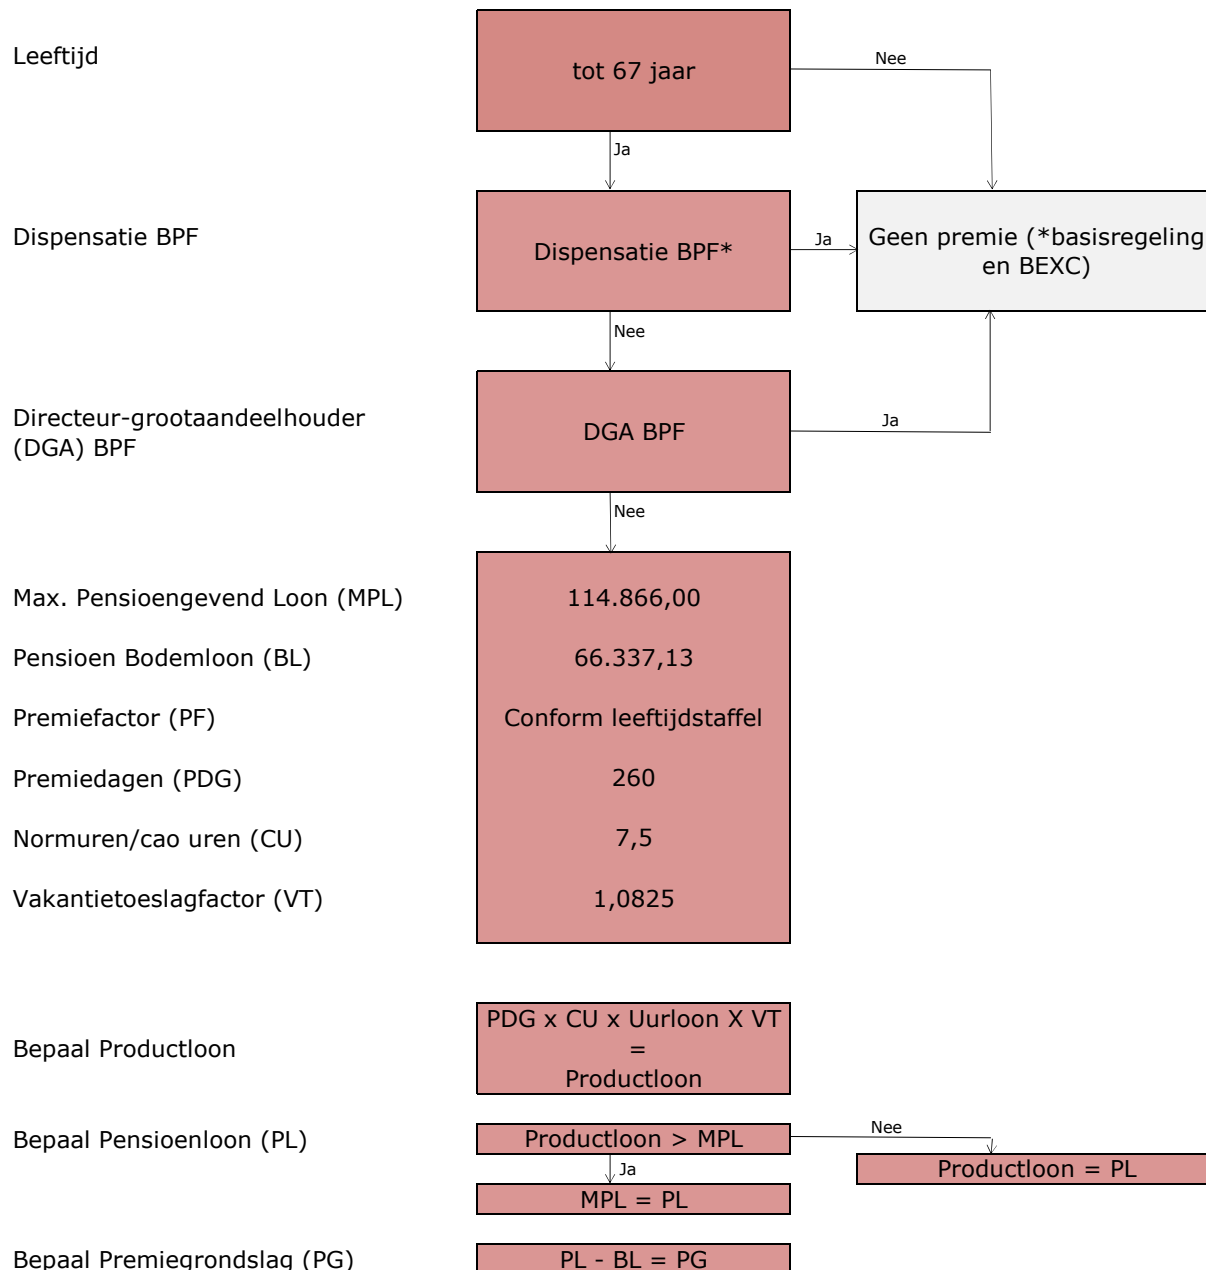 Leeftijd
tot 67 jaar
Nee
Ja
Dispensatie BPF
Dispensatie BPF*
Ja
Geen premie (*basisregeling
en BEXC)
Nee
Directeur-grootaandeelhouder
(DGA) BPF
DGA BPF
Ja
Nee
Max. Pensioengevend Loon (MPL)
114.866,00
Pensioen Bodemloon (BL)
66.337,13
Premiefactor (PF)
Conform leeftijdstaffel
Premiedagen (PDG)
260
Normuren/cao uren (CU)
7,5
Vakantietoeslagfactor (VT)
1,0825
Bepaal Productloon
PDG x CU x Uurloon X VT
=
Productloon
Bepaal Pensioenloon (PL)
Productloon > MPL
Nee
Ja
Productloon = PL
MPL = PL
Bepaal Premiegrondslag (PG)
PL - BL = PG